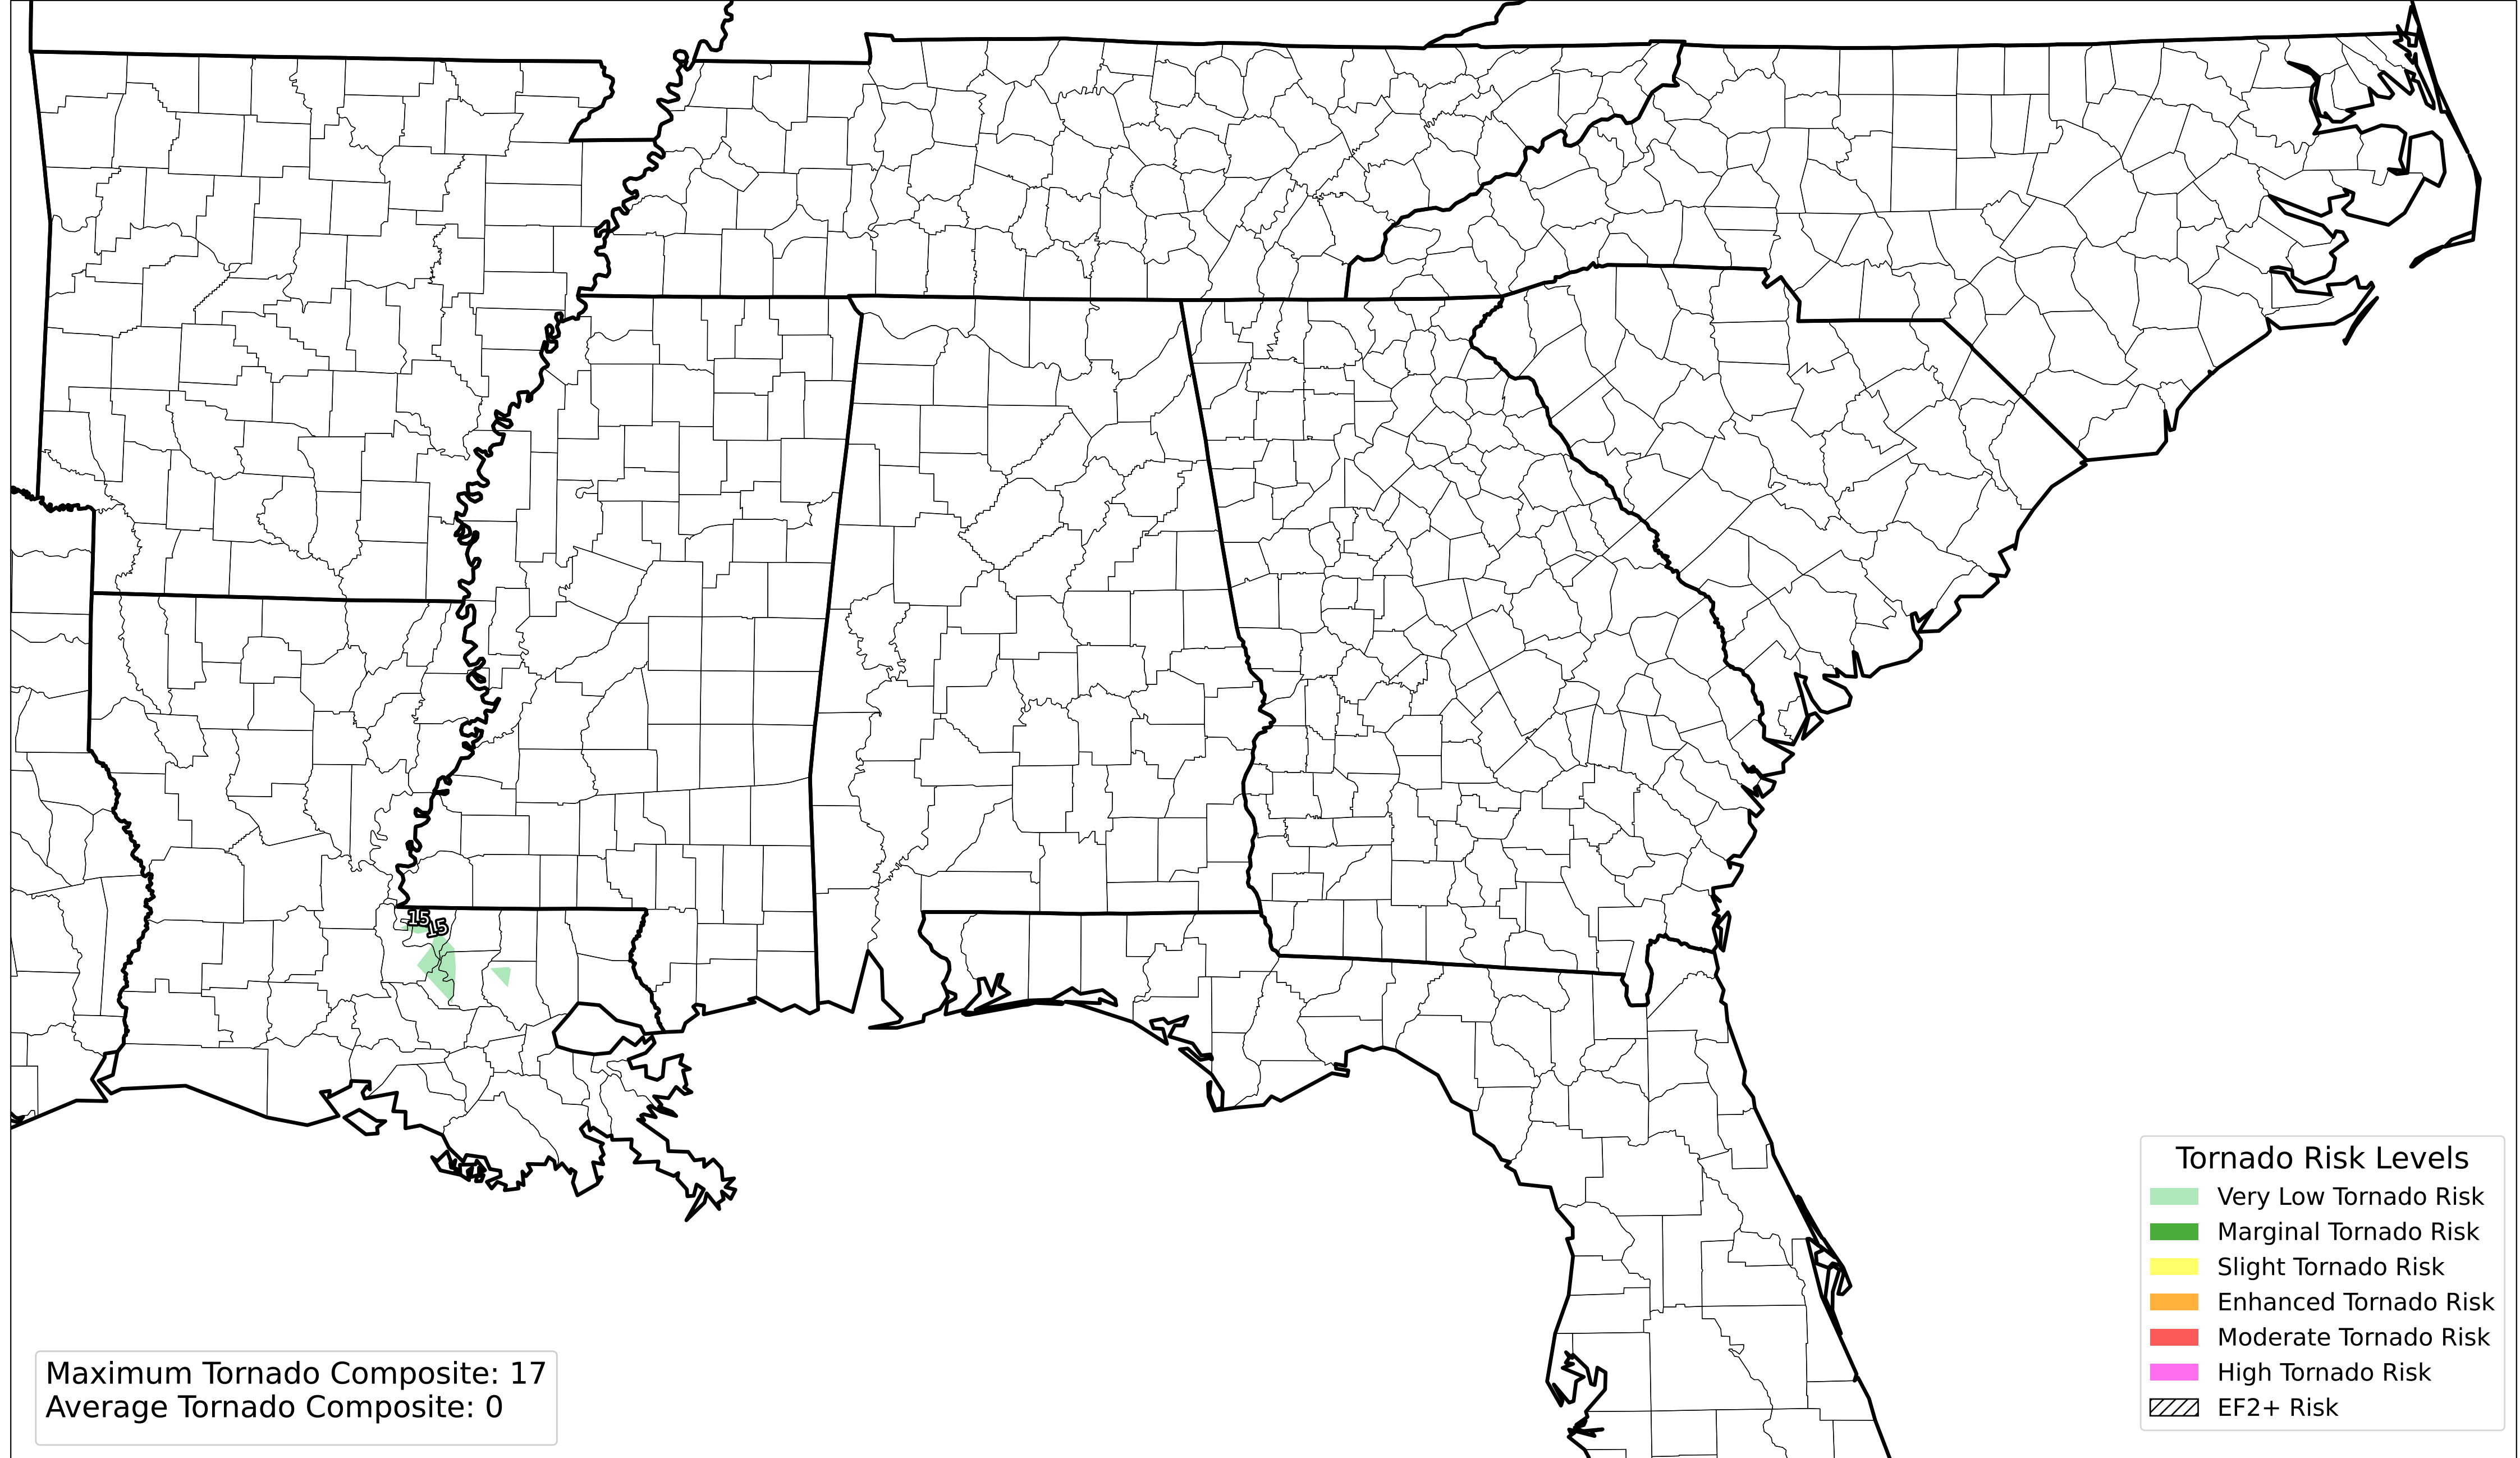 15
15
Tornado Risk Levels
Very Low Tornado Risk
Marginal Tornado Risk
Slight Tornado Risk
Enhanced Tornado Risk
Moderate Tornado Risk
High Tornado Risk
EF2+ Risk
Maximum Tornado Composite: 17
Average Tornado Composite: 0